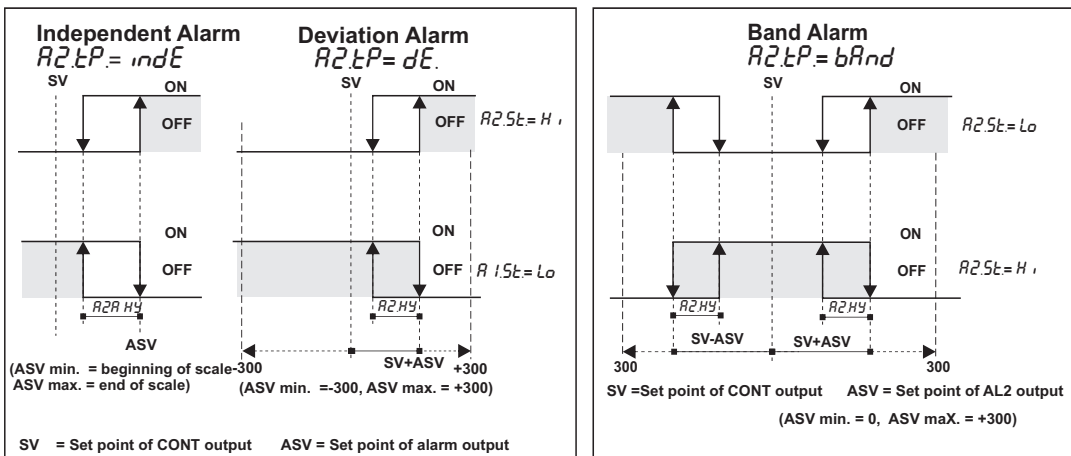 Independent Alarm
A2.tP.= indE
SV
ON
OFF
ON
OFF
A2A HY
ASV
(ASV min. = beginning of scale
ASV max. = end of scale)
Deviation Alarm
A2.tP= dE.
SV
ON
OFF
A2.St.= Hi
ON
OFF
A1.St.= Lo
A2.HY
-300
SV+ASV
+300
(ASV min. =-300, ASV max. = +300)
SV = Set point of CONT output ASV = Set point of alarm output
Band Alarm
A2.tP.= bAnd
SV
ON
OFF
A2.St.= Lo
ON
OFF
A2.St.= Hi
A2.HY
A2.HY
SV-ASV
SV+ASV
300
300
SV =Set point of CONT output ASV = Set point of AL2 output
(ASV min. = 0, ASV maX. = +300)